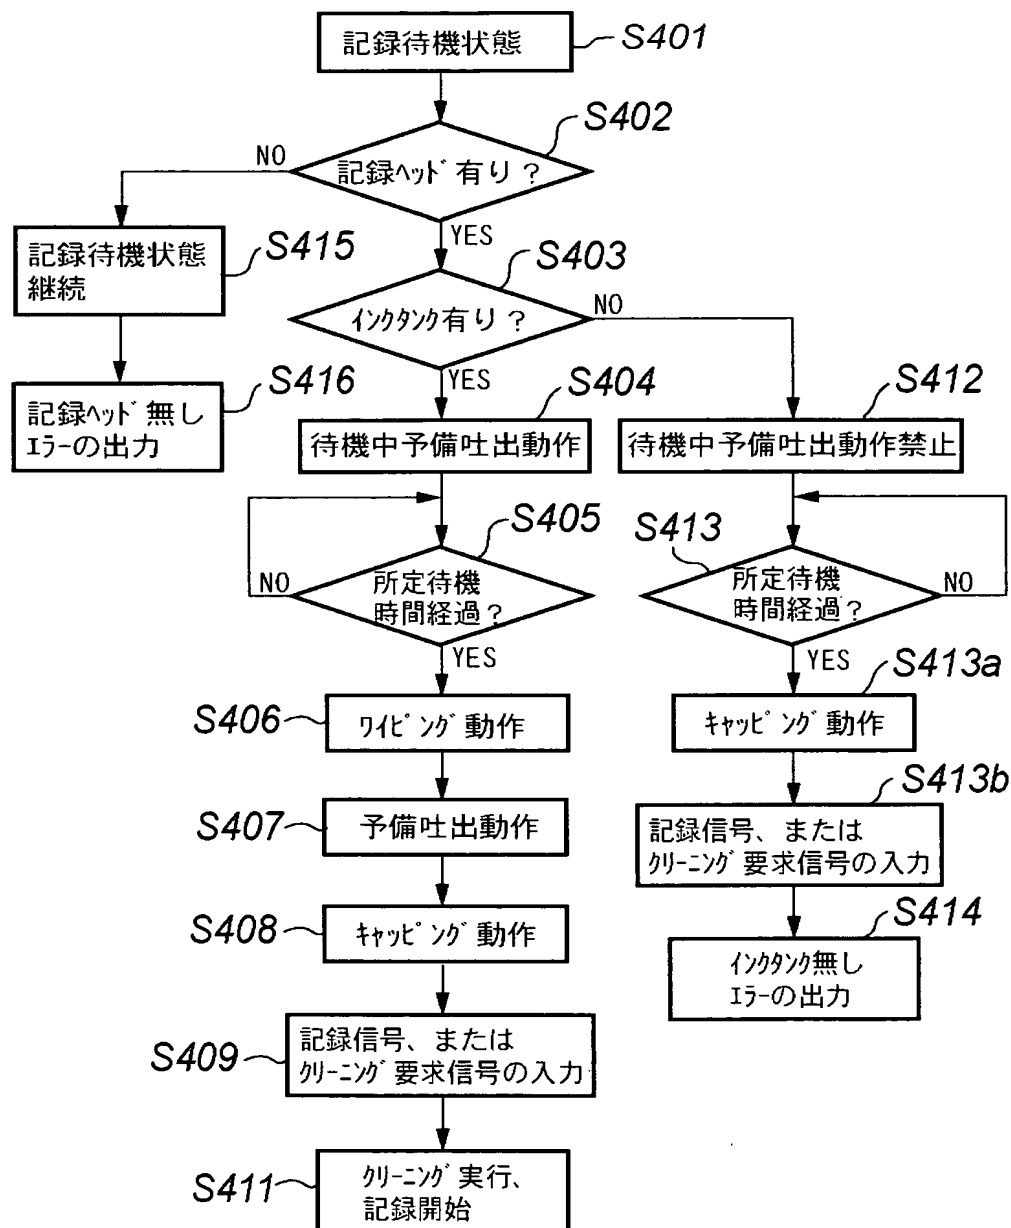 記録待機状態
S401
S402
記録ﾍｯﾄﾞ有り？
NO
YES
記録待機状態
継続
S415
S403
ｲﾝｸﾀﾝｸ有り？
NO
YES
記録ﾍｯﾄﾞ無し
ｴﾗｰの出力
S416
S404
待機中予備吐出動作
S412
待機中予備吐出動作禁止
S405
所定待機
時間経過？
NO
YES
S413
所定待機
時間経過？
NO
YES
S406
ﾜｲﾋﾟﾝｸﾞ動作
S413a
ｷｬｯﾋﾟﾝｸﾞ動作
S407
予備吐出動作
S413b
記録信号、または
ｸﾘｰﾆﾝｸﾞ要求信号の入力
S408
ｷｬｯﾋﾟﾝｸﾞ動作
S414
ｲﾝｸﾀﾝｸ無し
ｴﾗｰの出力
S409
記録信号、または
ｸﾘｰﾆﾝｸﾞ要求信号の入力
S411
ｸﾘｰﾆﾝｸﾞ実行、
記録開始